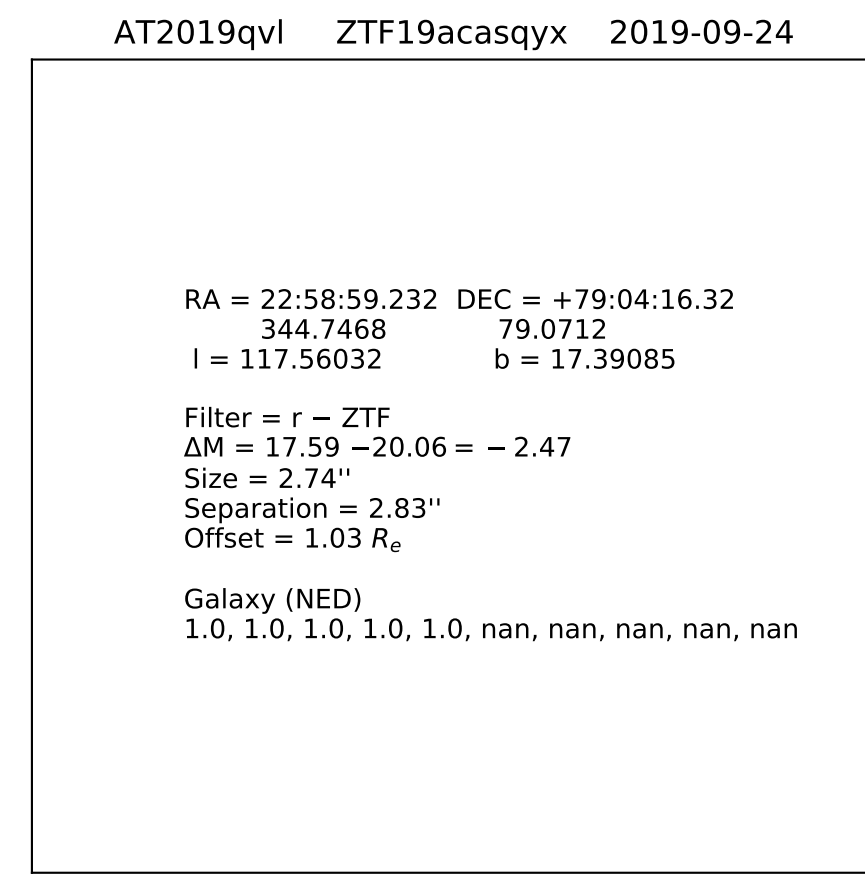 AT2019qvl ZTF19acasqyx 2019-09-24
RA = 22:58:59.232 DEC = +79:04:16.32
344.7468 79.0712
l = 117.56032 b = 17.39085
Filter = r − ZTF
ΔM = 17.59 −20.06 = − 2.47
Size = 2.74''
Separation = 2.83''
Offset = 1.03 Re
Galaxy (NED)
1.0, 1.0, 1.0, 1.0, 1.0, nan, nan, nan, nan, nan